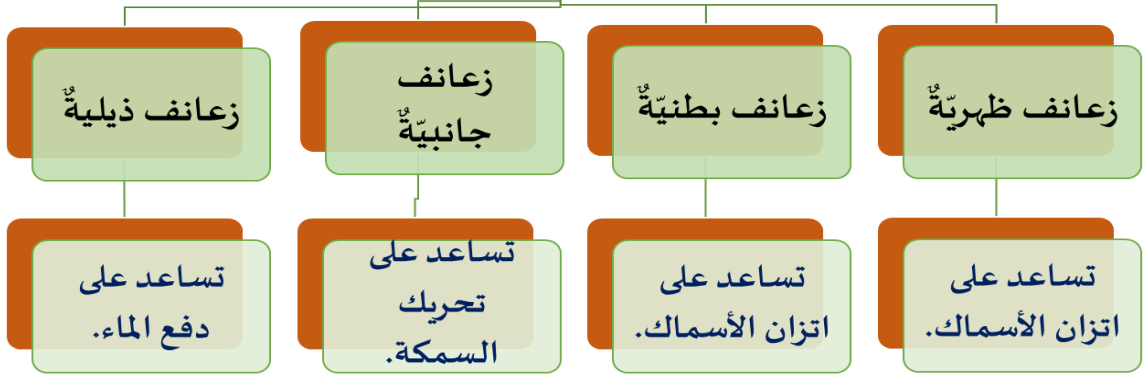 زعانف ظهريّةٌ
زعانف بطنيّةٌ
زعانف
جانبيّةٌ
زعانف ذيليةٌ
تساعد على
اتزان الأسماك.
تساعد على
اتزان الأسماك.
تساعد على
تحريك
السمكة.
تساعد على
دفع الماء.